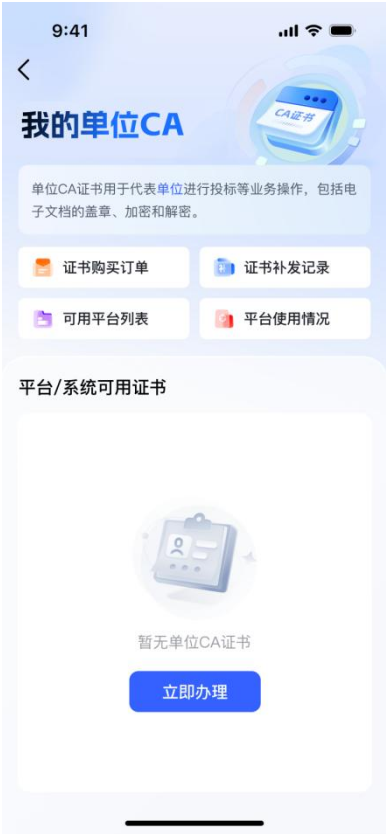 9:41
CA证书
我的单位CA
单位CA证书用于代表单位进行投标等业务操作，包括电
子文档的盖章、加密和解密。
证书购买订单
证书补发记录
可用平台列表
平台使用情况
平台/系统可用证书
暂无单位CA证书
立即办理